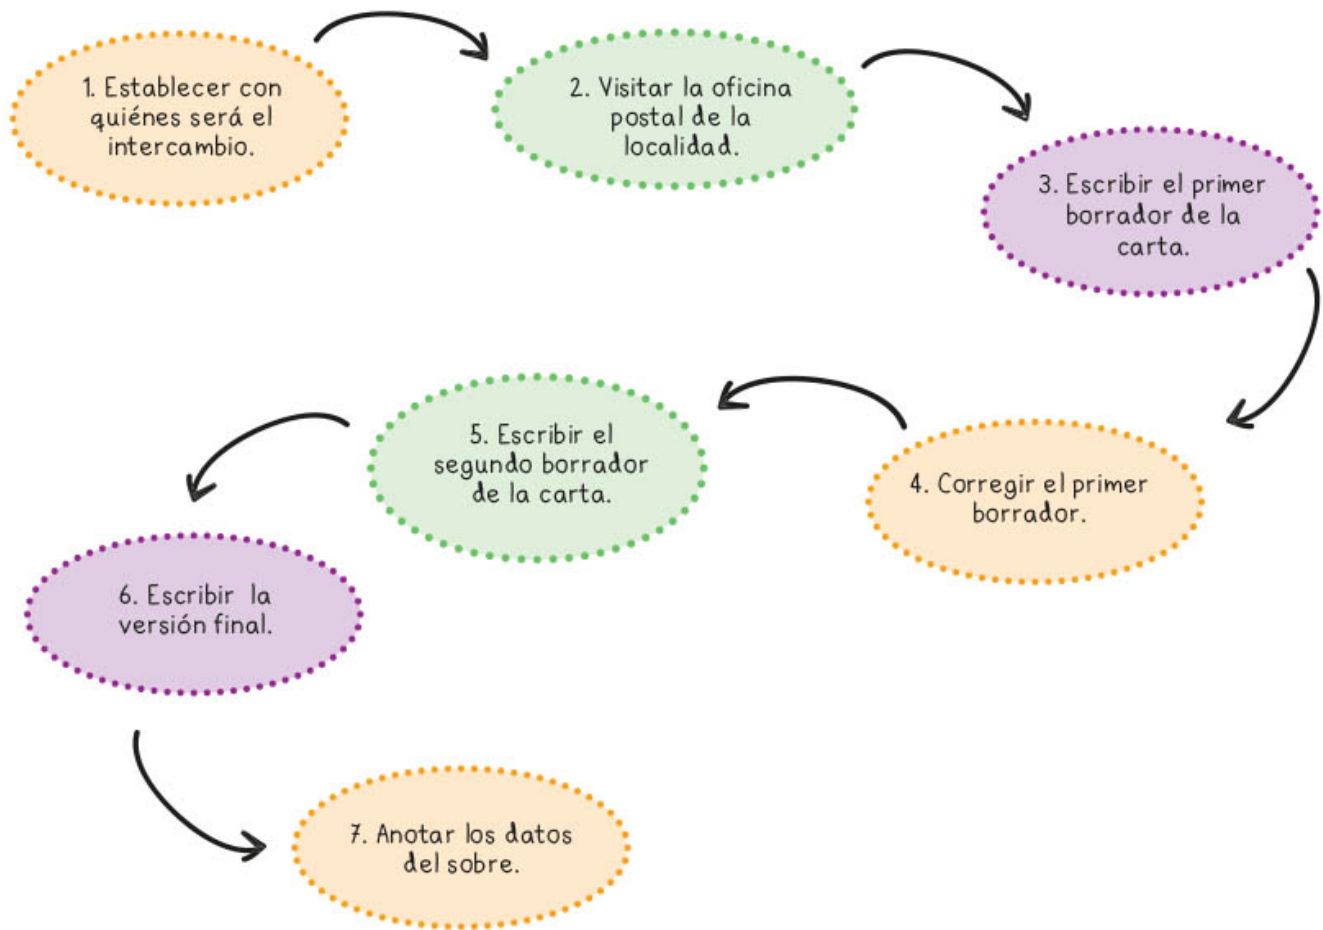 1. Establecer con
quiénes será el
intercambio.
2. Visitar la oficina
postal de la
localidad.
3. Escribir el primer
borrador de la
carta.
4. Corregir el primer
borrador.
5. Escribir el
segundo borrador
de la carta.
6. Escribir la
versión final.
7. Anotar los datos
del sobre.